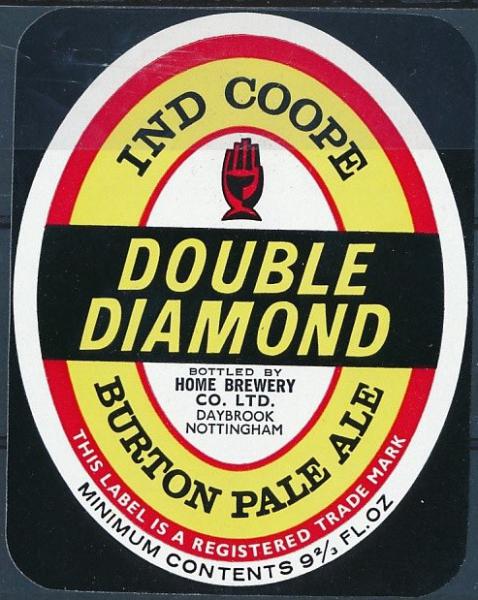 IND COOPE
DOUBLE
DIAMOND
BOTTLED BY
HOME BREWERY
CO. LTD.
DAYBROOK
NOTTINGHAM
BURTON PALE ALE
THIS LABEL IS A REGISTERED TRADE MARK
MINIMUM CONTENTS 9⅔ FL.OZ